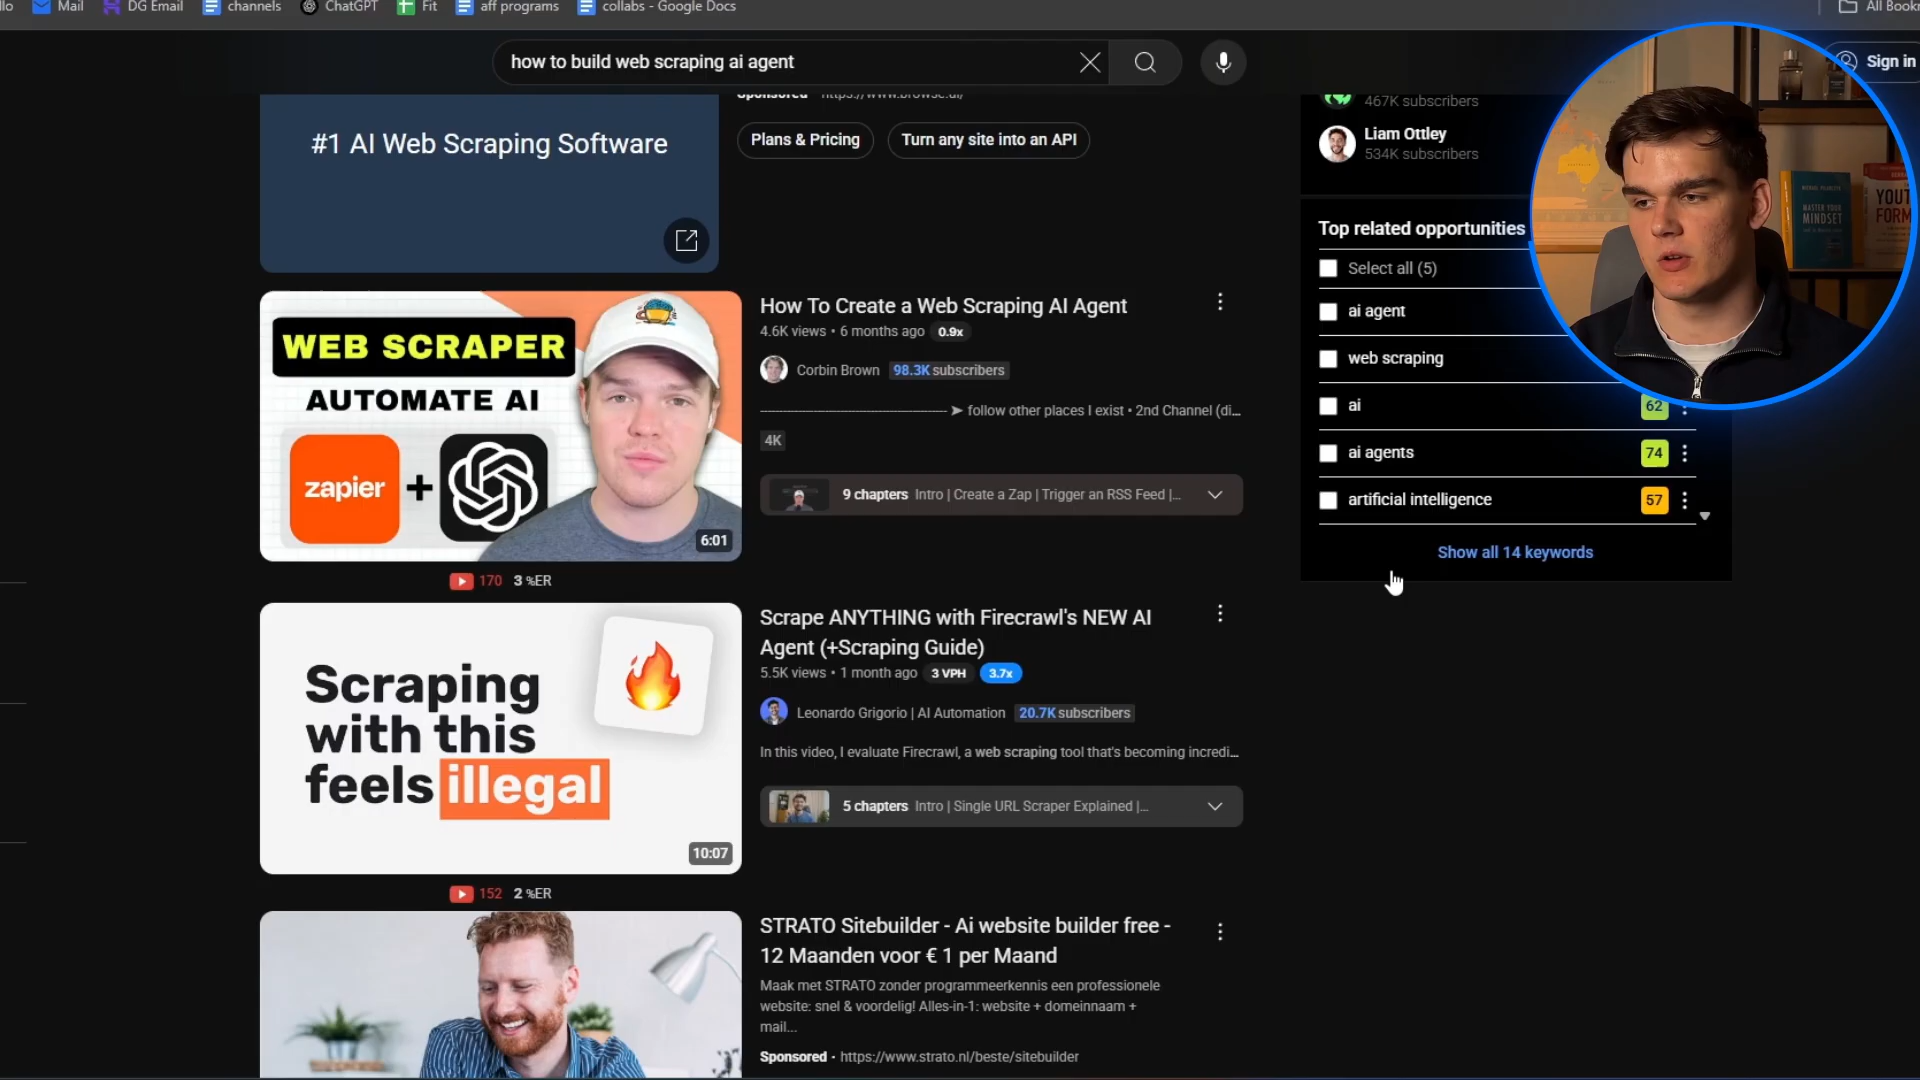 Mail
DG Email
channels
ChatGPT
Fit
aff programs
collabs - Google Docs
how to build web scraping ai agent
Sign in
#1 AI Web Scraping Software
Sponsored · https://www.browse.ai/
Plans & Pricing
Turn any site into an API
467K subscribers
Liam Ottley
534K subscribers
Top related opportunities
Select all (5)
ai agent
web scraping
ai
62
ai agents
74
artificial intelligence
57
Show all 14 keywords
MASTER YOUR
MINDSET
YOUT
FORM
WEB SCRAPER
AUTOMATE AI
zapier
+
6:01
170 3 %ER
How To Create a Web Scraping AI Agent
4.6K views • 6 months ago 0.9x
Corbin Brown 98.3K subscribers
➤ follow other places I exist • 2nd Channel (di...
4K
9 chapters Intro | Create a Zap | Trigger an RSS Feed |...
Scraping
with this
feels illegal
10:07
152 2 %ER
Scrape ANYTHING with Firecrawl's NEW AI
Agent (+Scraping Guide)
5.5K views • 1 month ago 3 VPH 3.7x
Leonardo Grigorio | AI Automation 20.7K subscribers
In this video, I evaluate Firecrawl, a web scraping tool that's becoming incredi...
5 chapters Intro | Single URL Scraper Explained |...
STRATO Sitebuilder - Ai website builder free -
12 Maanden voor € 1 per Maand
Maak met STRATO zonder programmeerkennis een professionele
website: snel & voordelig! Alles-in-1: website + domeinnaam +
mail...
Sponsored · https://www.strato.nl/beste/sitebuilder